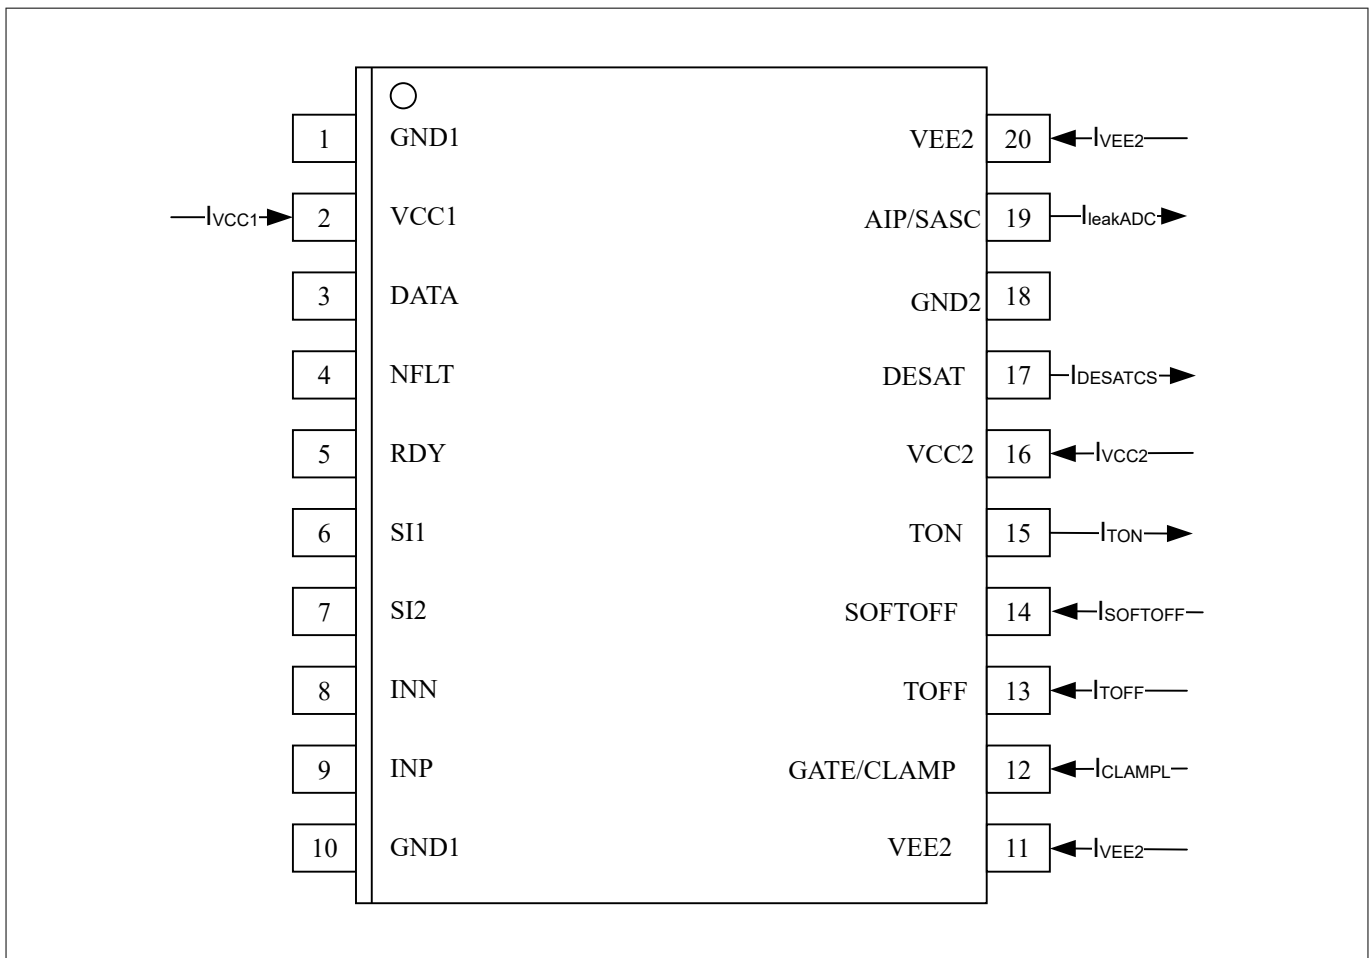 1 GND1 VEE2 20 IVEE2
IVCC1 2 VCC1 AIP/SASC 19 IleakADC
3 DATA GND2 18
4 NFLT DESAT 17 IDESATCS
5 RDY VCC2 16 IVCC2
6 SI1 TON 15 ITON
7 SI2 SOFTOFF 14 ISOFTOFF
8 INN TOFF 13 ITOFF
9 INP GATE/CLAMP 12 ICLAMPL
10 GND1 VEE2 11 IVEE2